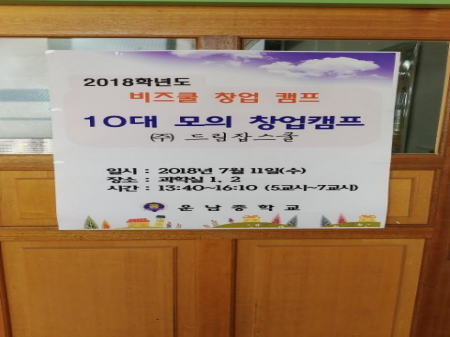 2018학년도
비즈쿨 창업 캠프
10대 모의 창업캠프
(주) 드림잡스쿨
일시 : 2018년 7월 11일(수)
장소 : 과학실 1, 2
시간 : 13:40~16:10 (5교시~7교시)
운남중학교